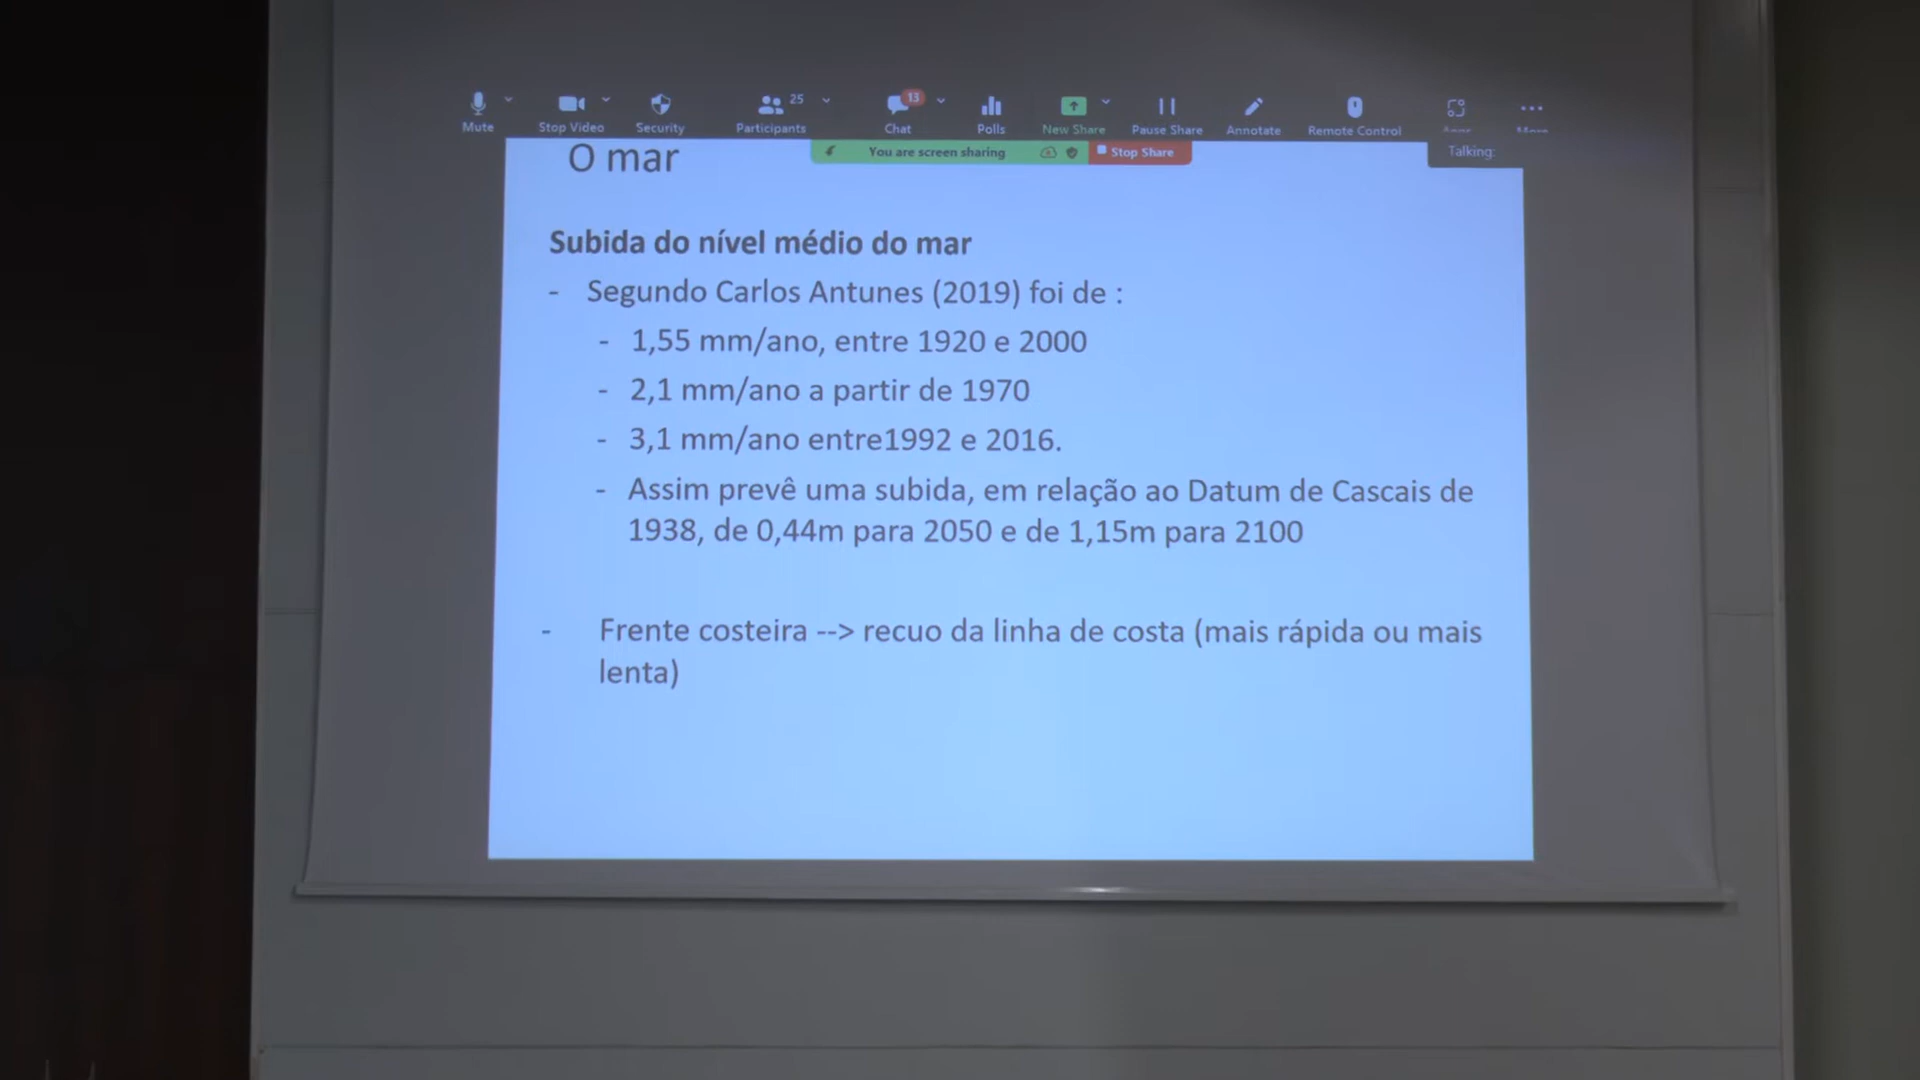 25
13
Mute
Stop Video
Security
Participants
Chat
Polls
New Share
Pause Share
Annotate
Remote Control
You are screen sharing
Stop Share
Talking:
O mar
Subida do nível médio do mar
- Segundo Carlos Antunes (2019) foi de :
- 1,55 mm/ano, entre 1920 e 2000
- 2,1 mm/ano a partir de 1970
- 3,1 mm/ano entre1992 e 2016.
- Assim prevê uma subida, em relação ao Datum de Cascais de
1938, de 0,44m para 2050 e de 1,15m para 2100
- Frente costeira --> recuo da linha de costa (mais rápida ou mais
lenta)